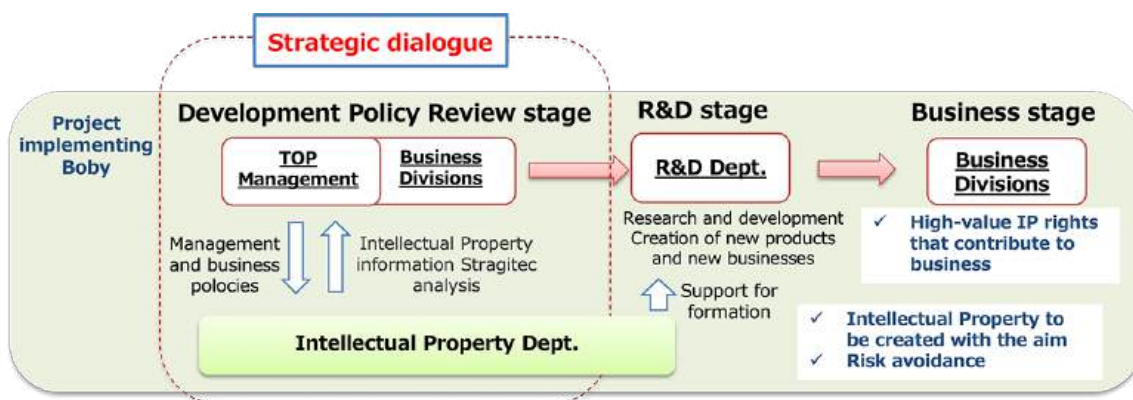 Strategic dialogue
Project
implementing
Boby
Development Policy Review stage
TOP
Management
Business
Divisions
R&D stage
R&D Dept.
Business stage
Business
Divisions
Management
and business
polocies
Intellectual Property
information Stragitec
analysis
Research and development
Creation of new products
and new businesses
Support for
formation
✓ High-value IP rights
that contribute to
business
✓ Intellectual Property to
be created with the aim
✓ Risk avoidance
Intellectual Property Dept.